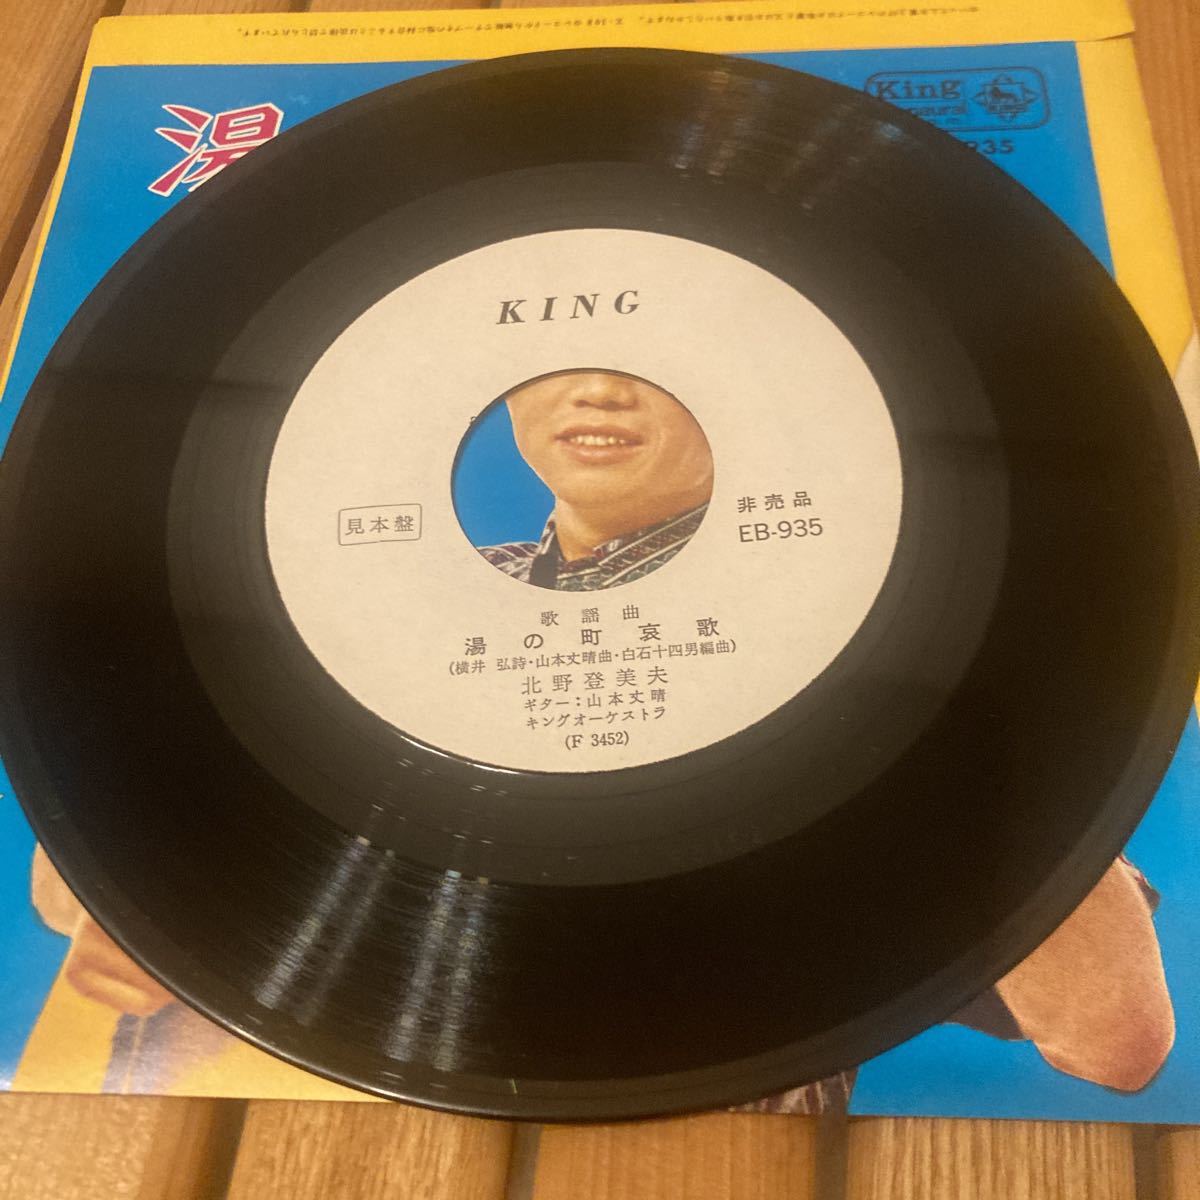 湯
King
935
KING
見本盤
非売品
EB-935
歌謡曲
湯の町哀歌
(横井 弘詩・山本丈晴曲・白石十四男編曲)
北野登美夫
ギター:山本丈晴
キングオーケストラ
(F 3452)